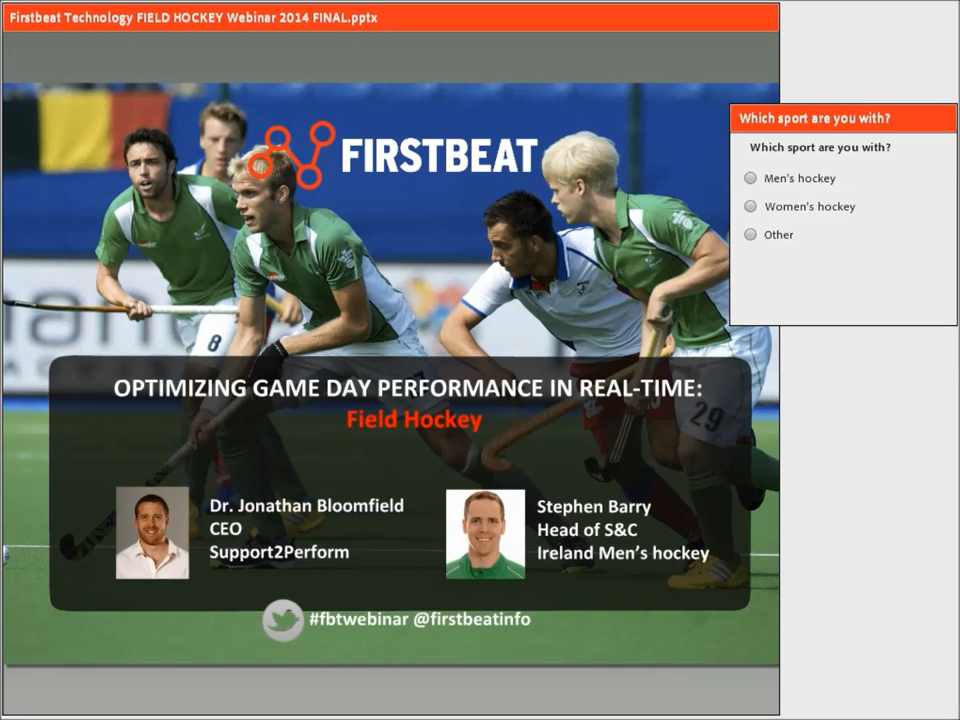 Firstbeat Technology FIELD HOCKEY Webinar 2014 FINAL.pptx
FIRSTBEAT
8
29
OPTIMIZING GAME DAY PERFORMANCE IN REAL-TIME:
Field Hockey
Dr. Jonathan Bloomfield
CEO
Support2Perform
Stephen Barry
Head of S&C
Ireland Men’s hockey
#fbtwebinar @firstbeatinfo
Which sport are you with?
Which sport are you with?
Men's hockey
Women's hockey
Other